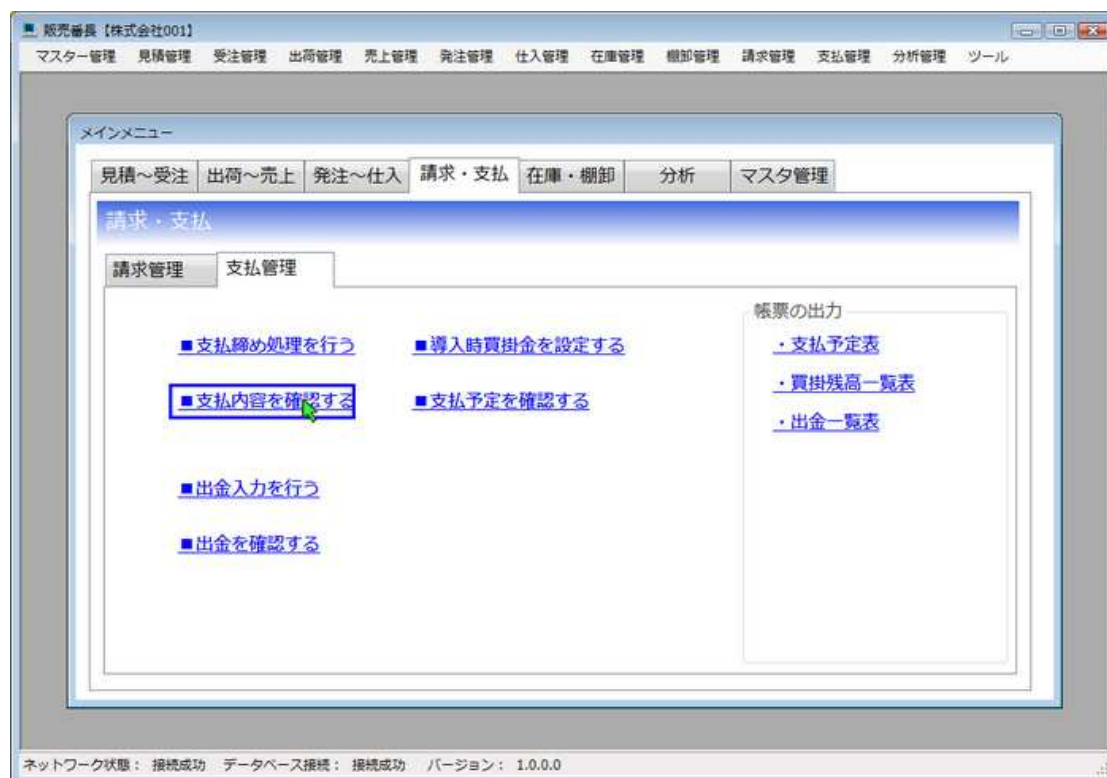 販売番長【株式会社001】
マスター管理 見積管理 受注管理 出荷管理 売上管理 発注管理 仕入管理 在庫管理 棚卸管理 請求管理 支払管理 分析管理 ツール
メインメニュー
見積~受注 出荷~売上 発注~仕入 請求・支払 在庫・棚卸 分析 マスタ管理
請求・支払
請求管理 支払管理
帳票の出力
■支払締め処理を行う ■導入時買掛金を設定する ・支払予定表
・買掛残高一覧表
■支払内容を確認する ■支払予定を確認する
・出金一覧表
■出金入力を行う
■出金を確認する
ネットワーク状態: 接続成功 データベース接続: 接続成功 バージョン: 1.0.0.0